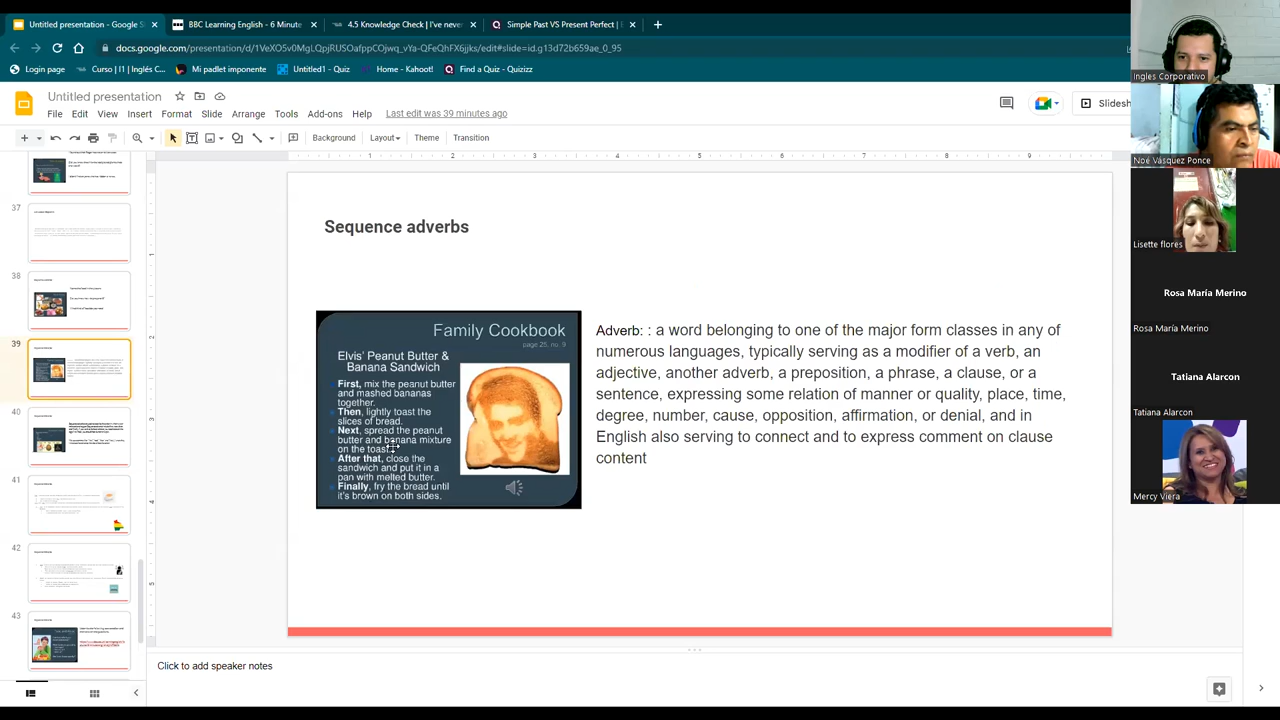 Untitled presentation - Google S
BBC Learning English - 6 Minute
4.5 Knowledge Check | I've never
Simple Past VS Present Perfect |
docs.google.com/presentation/d/
Login page
Curso | I1 | Inglés C...
Mi padlet imponente
Untitled1 - Quiz
Home - Kahoot!
Find a Quiz - Quizizz
Untitled presentation
File Edit View Insert Format Slide Arrange Tools Add-ons Help Last edit was 39 minutes ago
Slidesh
Background Layout Theme Transition
37
38
39
40
41
42
43
Sequence adverbs
Family Cookbook
page 25, no. 9
Elvis' Peanut Butter &
Banana Sandwich
First, mix the peanut butter
and mashed bananas
together.
Then, lightly toast the
slices of bread.
Next, spread the peanut
butter and banana mixture
on the toast.
After that, close the
sandwich and put it in a
pan with melted butter.
Finally, fry the bread until
it's brown on both sides.
Adverb: : a word belonging to one of the major form classes in any of
numerous languages, typically serving as a modifier of a verb, an
adjective, another adverb, a preposition, a phrase, a clause, or a
sentence, expressing some relation of manner or quality, place, time,
degree, number, cause, opposition, affirmation, or denial, and in
English also serving to connect and to express comment on clause
content
Click to add speaker notes
Ingles Corporativo
Noé Vásquez Ponce
Lisette flores
Rosa María Merino
Rosa María Merino
Tatiana Alarcon
Tatiana Alarcon
Mercy Viera